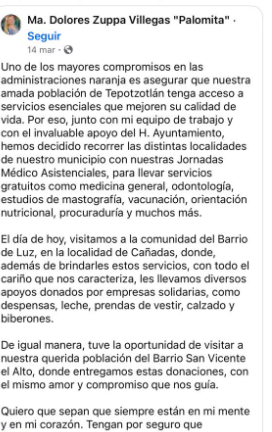 Ma. Dolores Zuppa Villegas "Palomita" ·
Seguir
14 mar ·
Uno de los mayores compromisos en las
administraciones naranja es asegurar que nuestra
amada población de Tepotzotlán tenga acceso a
servicios esenciales que mejoren su calidad de
vida. Por eso, junto con mi equipo de trabajo y
con el invaluable apoyo del H. Ayuntamiento,
hemos decidido recorrer las distintas localidades
de nuestro municipio con nuestras Jornadas
Médico Asistenciales, para llevar servicios
gratuitos como medicina general, odontología,
estudios de mastografía, vacunación, orientación
nutricional, procuraduría y muchos más.
El día de hoy, visitamos a la comunidad del Barrio
de Luz, en la localidad de Cañadas, donde,
además de brindarles estos servicios, con todo el
cariño que nos caracteriza, les llevamos diversos
apoyos donados por empresas solidarias, como
despensas, leche, prendas de vestir, calzado y
biberones.
De igual manera, tuve la oportunidad de visitar a
nuestra querida población del Barrio San Vicente
el Alto, donde entregamos estas donaciones, con
el mismo amor y compromiso que nos guía.
Quiero que sepan que siempre están en mi mente
y en mi corazón. Tengan por seguro que